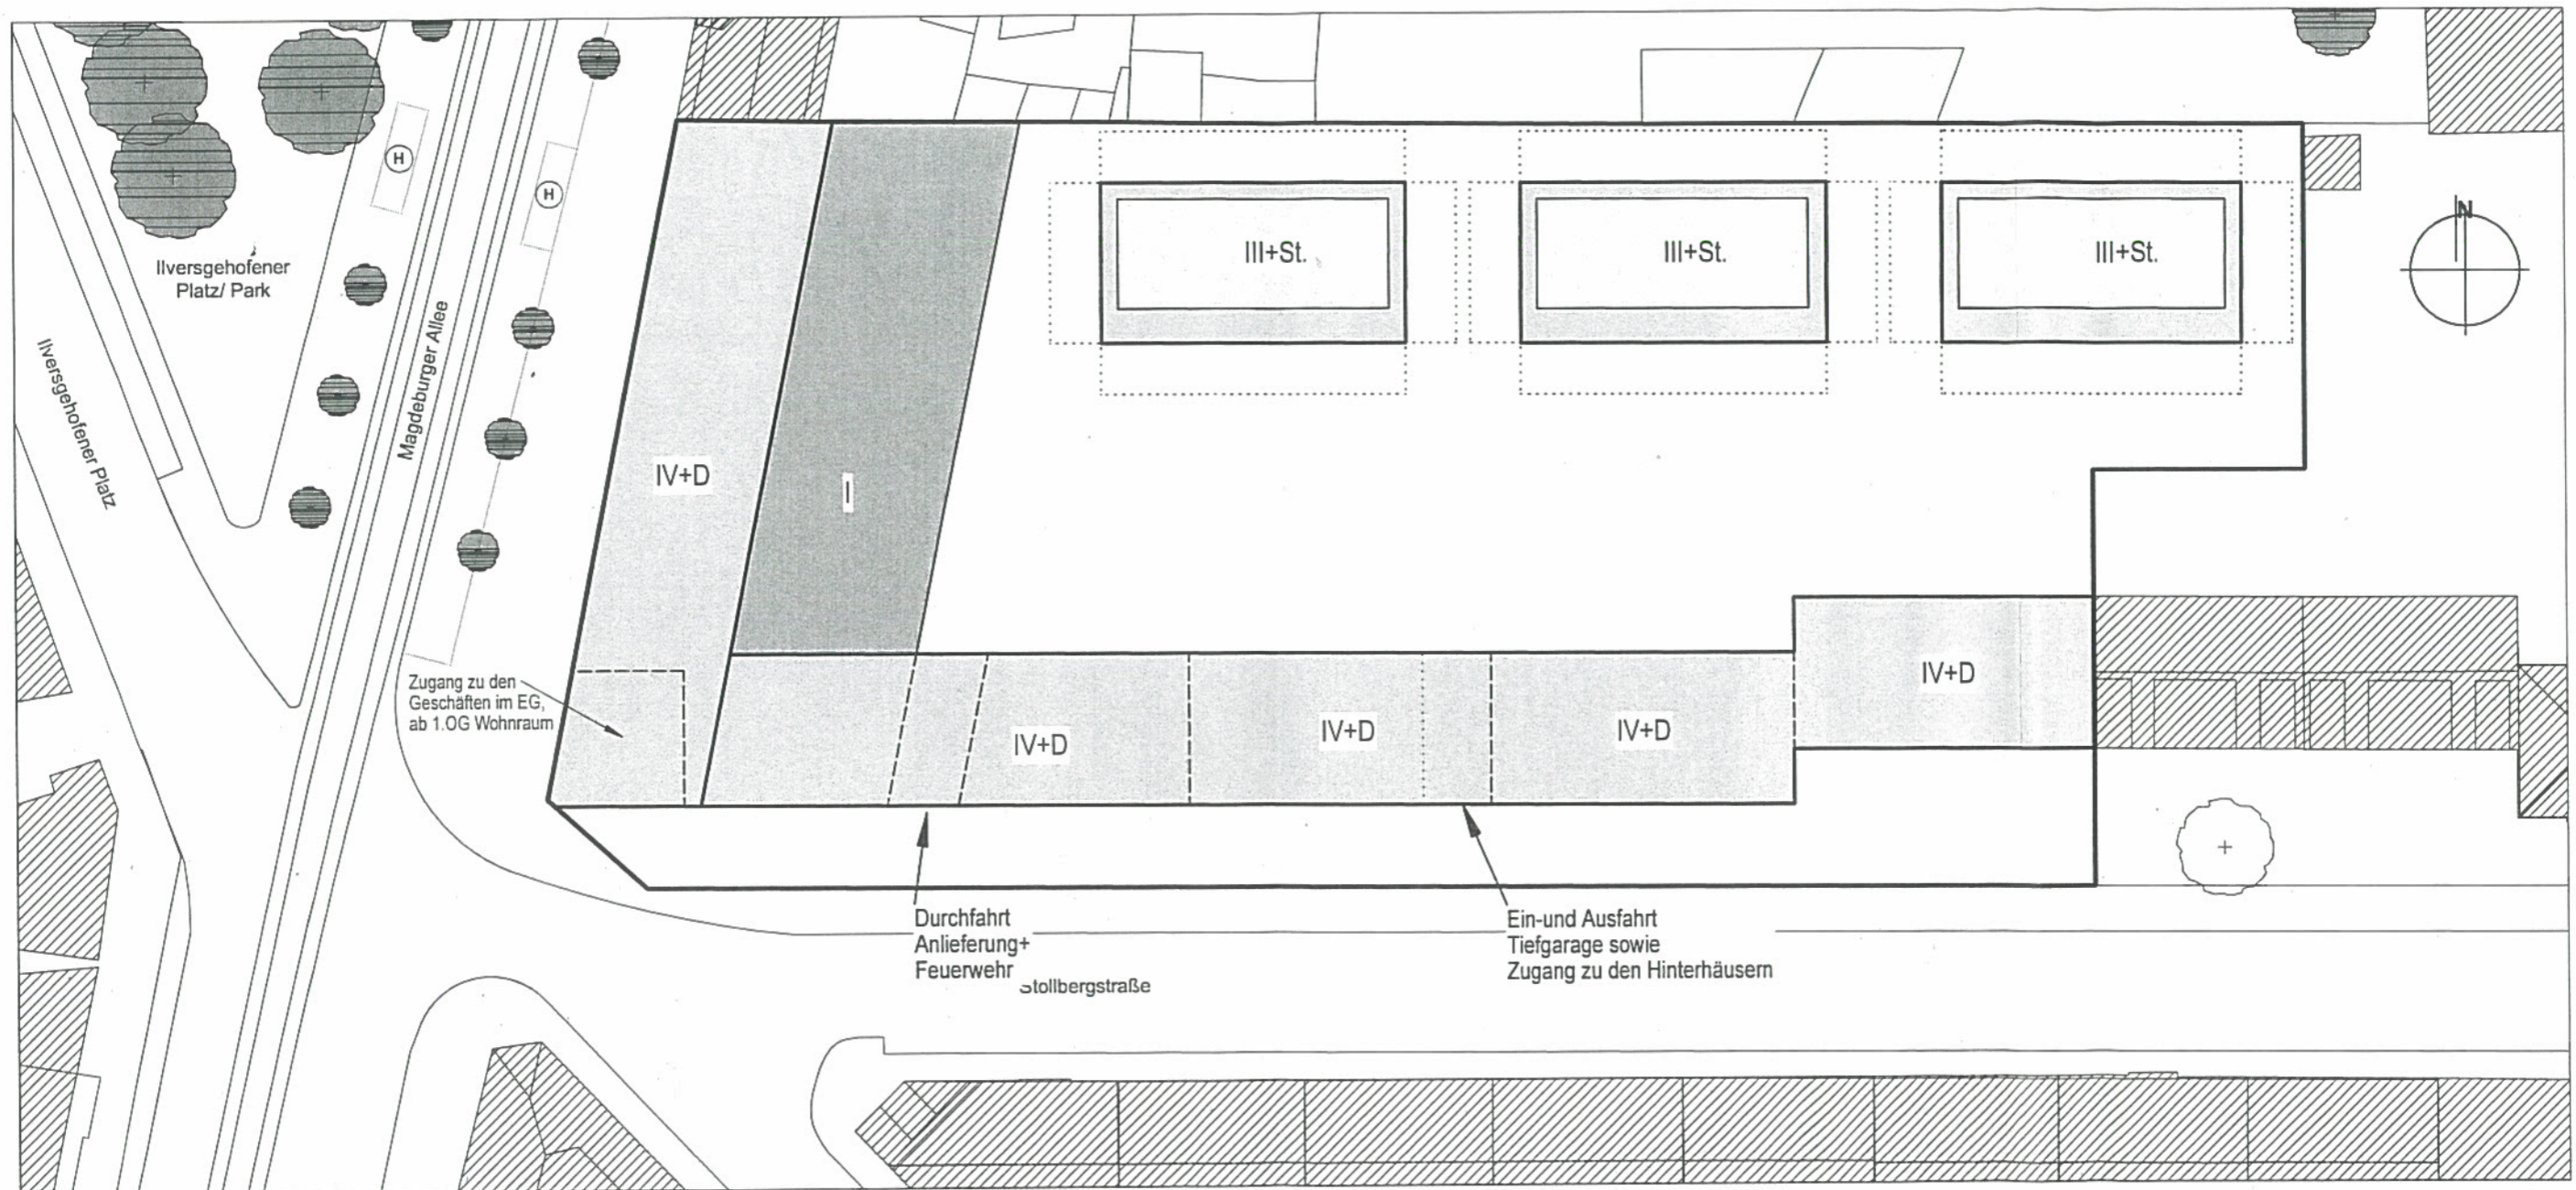 H
H
N
Ilversgehofener
Platz/ Park
III+St.
III+St.
III+St.
Ilversgehofener Platz
Magdeburger Allee
IV+D
I
Zugang zu den
Geschäften im EG,
ab 1.OG Wohnraum
IV+D
IV+D
IV+D
IV+D
Durchfahrt
Anlieferung+
Feuerwehr
Stollbergstraße
Ein-und Ausfahrt
Tiefgarage sowie
Zugang zu den Hinterhäusern